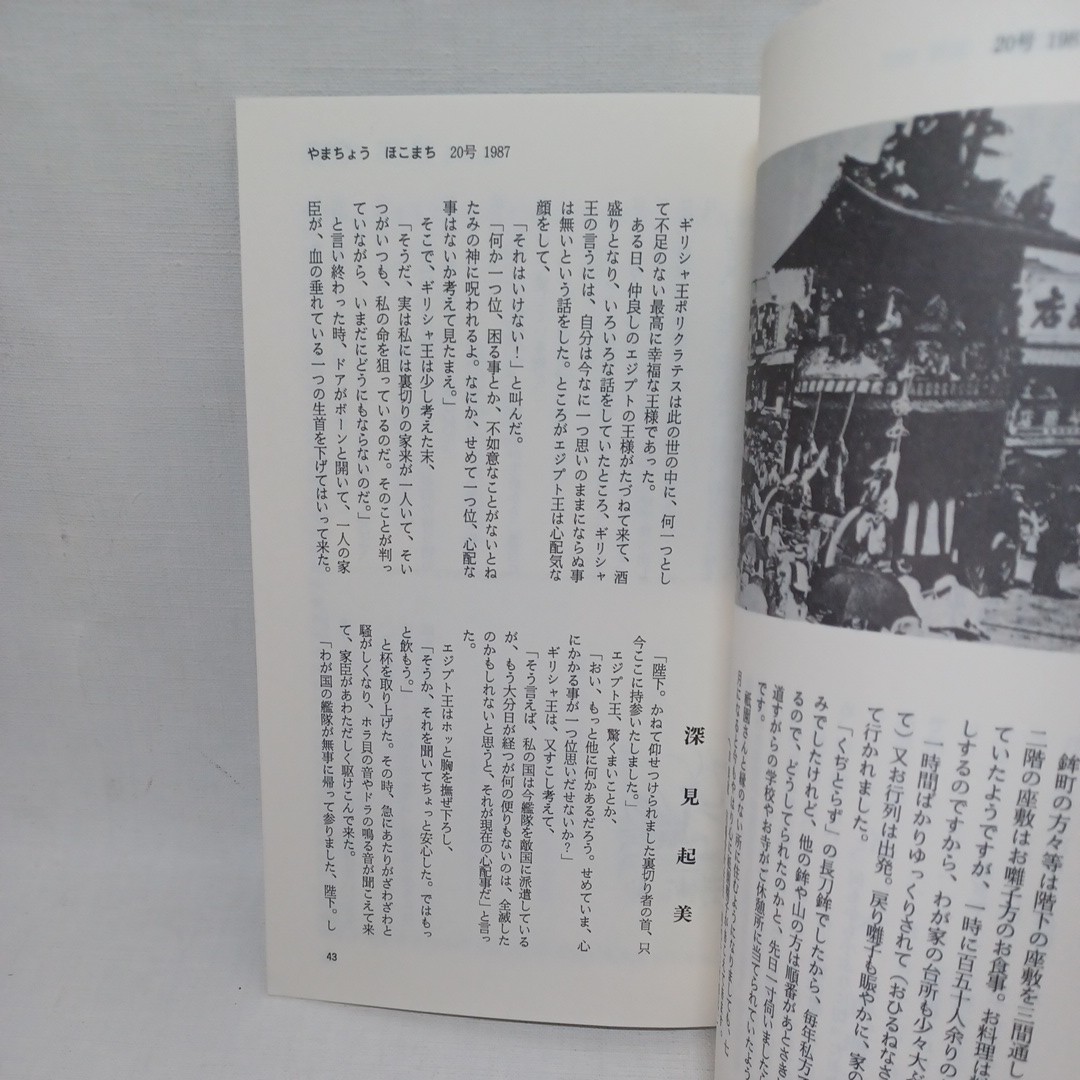 20号 198
店
鉾町の方々等は階下の座敷を三間通し
二階の座敷はお囃子方のお食事。お料理は
ていたようですが、一時に百五十人余りの
しするのですから、わが家の台所も少々大
一時間ばかりゆっくりされて(おひるねなさ
て)又お行列は出発。戻り囃子も賑やかに、家の
て行かれました。
「くぢとらず」の長刀鉾でしたから、毎年私方
みでしたけれど、他の鉾や山の方は順番があとさき
るので、どうしてられたのかと、先日一寸伺いました
道すがらの学校やお寺がご休憩所に当てられていたよう
です。
やまちょう ほこまち 20号 1987
深見起美
ギリシャ王ポリクラテスは此の世の中に、何一つとし
て不足のない最高に幸福な王様であった。
ある日、仲良しのエジプトの王様がたづねて来て、酒
盛りとなり、いろいろな話をしていたところ、ギリシャ
王の言うには、自分は今なに一つ思いのままにならぬ事
は無いという話をした。ところがエジプト王は心配気な
顔をして、
「それはいけない!」と叫んだ。
「何か一つ位、困る事とか、不如意なことがないとね
たみの神に呪われるよ。なにか、せめて一つ位、心配な
事はないか考えて見たまえ。」
そこで、ギリシャ王は少し考えた末、
「そうだ、実は私には裏切りの家来が一人いて、そい
つがいつも、私の命を狙っているのだ。そのことが判っ
ていながら、いまだにどうにもならないのだ。」
と言い終わった時、ドアがボーンと開いて、一人の家
臣が、血の垂れている一つの生首を下げてはいって来た。
「陛下。かねて仰せつけられました裏切り者の首、只
今ここに持参いたしました。」
エジプト王、驚くまいことか、
「おい、もっと他に何かあるだろう。せめていま、心
にかかる事が一つ位思いだせないか?」
ギリシャ王は、又すこし考えて、
「そう言えば、私の国は今艦隊を敵国に派遣している
が、もう大分日が経つが何の便りもないのは、全滅した
のかもしれないと思うと、それが現在の心配事だ」と言っ
た。
エジプト王はホッと胸を撫ぜ下ろし、
「そうか、それを聞いてちょっと安心した。ではもっ
と飲もう。」
と杯を取り上げた。その時、急にあたりがざわざわと
騒がしくなり、ホラ貝の音やドラの鳴る音が聞こえて来
て、家臣があわただしく駆けこんで来た。
「わが国の艦隊が無事に帰って参りました、陛下。し
43